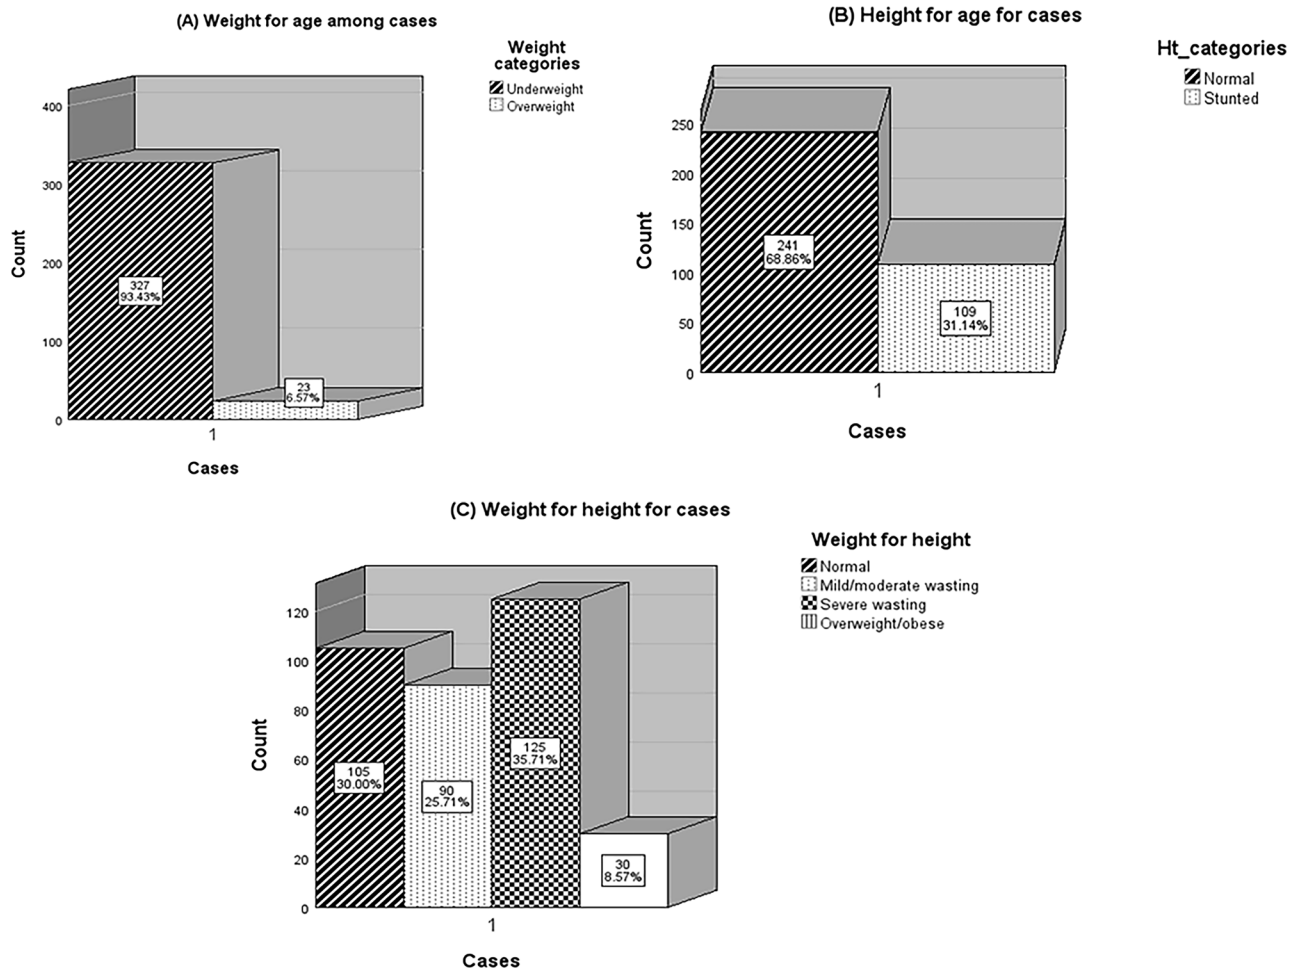 (A) Weight for age among cases
Weight
categories
Underweight
Overweight
Count
400
300
200
100
0
327
93.43%
23
6.57%
1
Cases
(B) Height for age for cases
Ht_categories
Normal
Stunted
Count
250
200
150
100
50
0
241
68.86%
109
31.14%
1
Cases
(C) Weight for height for cases
Weight for height
Normal
Mild/moderate wasting
Severe wasting
Overweight/obese
Count
120
100
80
60
40
20
0
105
30.00%
90
25.71%
125
35.71%
30
8.57%
1
Cases